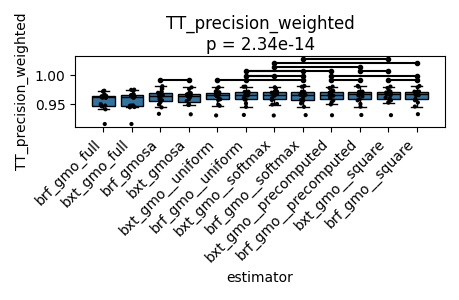 TT_precision_weighted
p = 2.34e-14
TT_precision_weighted
1.00
0.95
brf_gmo_full
bxt_gmo_full
brf_gmosa
bxt_gmosa
bxt_gmo__uniform
brf_gmo__uniform
bxt_gmo__softmax
brf_gmo__softmax
bxt_gmo__precomputed
brf_gmo__precomputed
bxt_gmo__square
brf_gmo__square
estimator